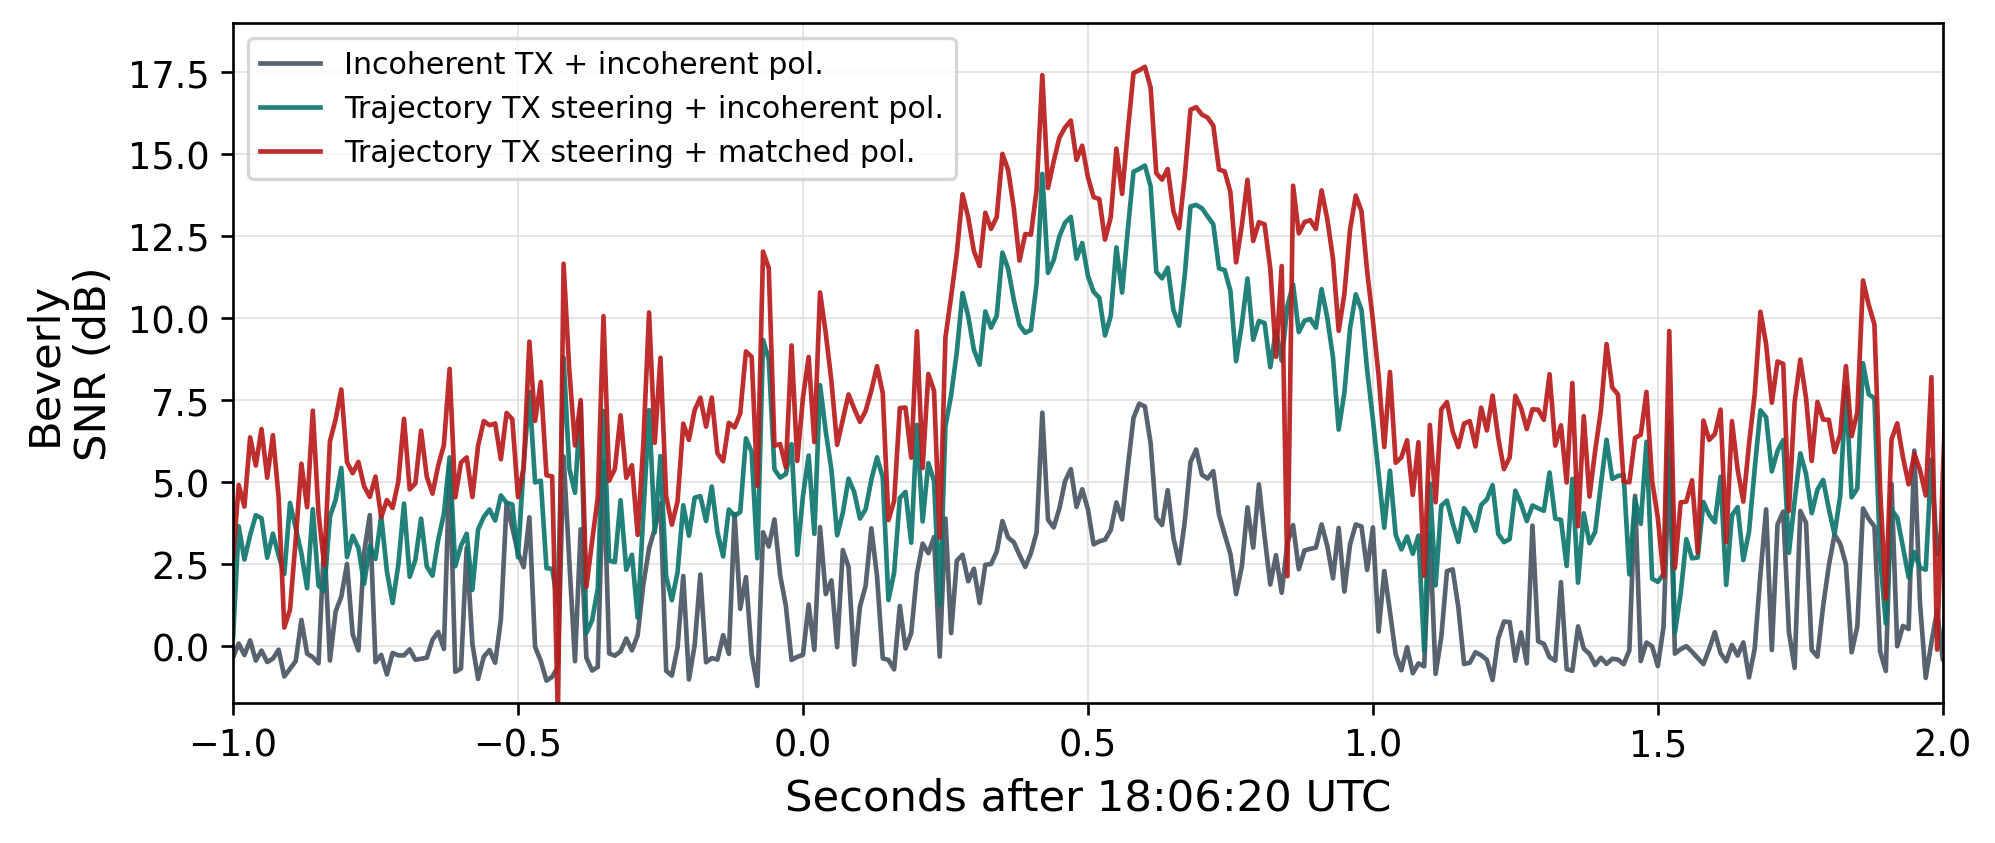 Beverly
SNR (dB)
17.5
15.0
12.5
10.0
7.5
5.0
2.5
0.0
Incoherent TX + incoherent pol.
Trajectory TX steering + incoherent pol.
Trajectory TX steering + matched pol.
−1.0 −0.5 0.0 0.5 1.0 1.5 2.0
Seconds after 18:06:20 UTC